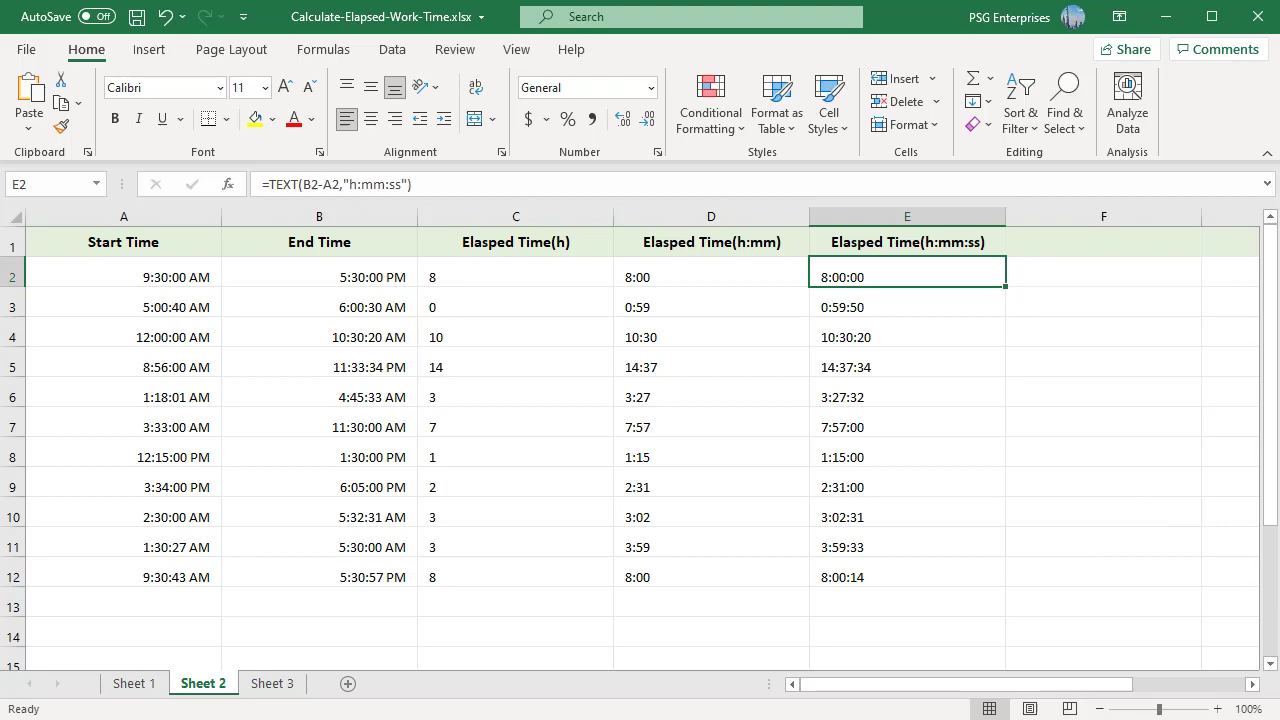 AutoSave Off Calculate-Elapsed-Work-Time.xlsx Search PSG Enterprises
File Home Insert Page Layout Formulas Data Review View Help Share Comments
Paste Calibri 11 General Conditional Formatting Format as Table Cell Styles Insert Delete Format Sort & Filter Find & Select Analyze Data
Clipboard Font Alignment Number Styles Cells Editing Analysis
E2 fx =TEXT(B2-A2,"h:mm:ss")
A B C D E F
1 Start Time End Time Elasped Time(h) Elasped Time(h:mm) Elasped Time(h:mm:ss)
2 9:30:00 AM 5:30:00 PM 8 8:00 8:00:00
3 5:00:40 AM 6:00:30 AM 0 0:59 0:59:50
4 12:00:00 AM 10:30:20 AM 10 10:30 10:30:20
5 8:56:00 AM 11:33:34 PM 14 14:37 14:37:34
6 1:18:01 AM 4:45:33 AM 3 3:27 3:27:32
7 3:33:00 AM 11:30:00 AM 7 7:57 7:57:00
8 12:15:00 PM 1:30:00 PM 1 1:15 1:15:00
9 3:34:00 PM 6:05:00 PM 2 2:31 2:31:00
10 2:30:00 AM 5:32:31 AM 3 3:02 3:02:31
11 1:30:27 AM 5:30:00 AM 3 3:59 3:59:33
12 9:30:43 AM 5:30:57 PM 8 8:00 8:00:14
13
14
15
Sheet 1 Sheet 2 Sheet 3
Ready 100%